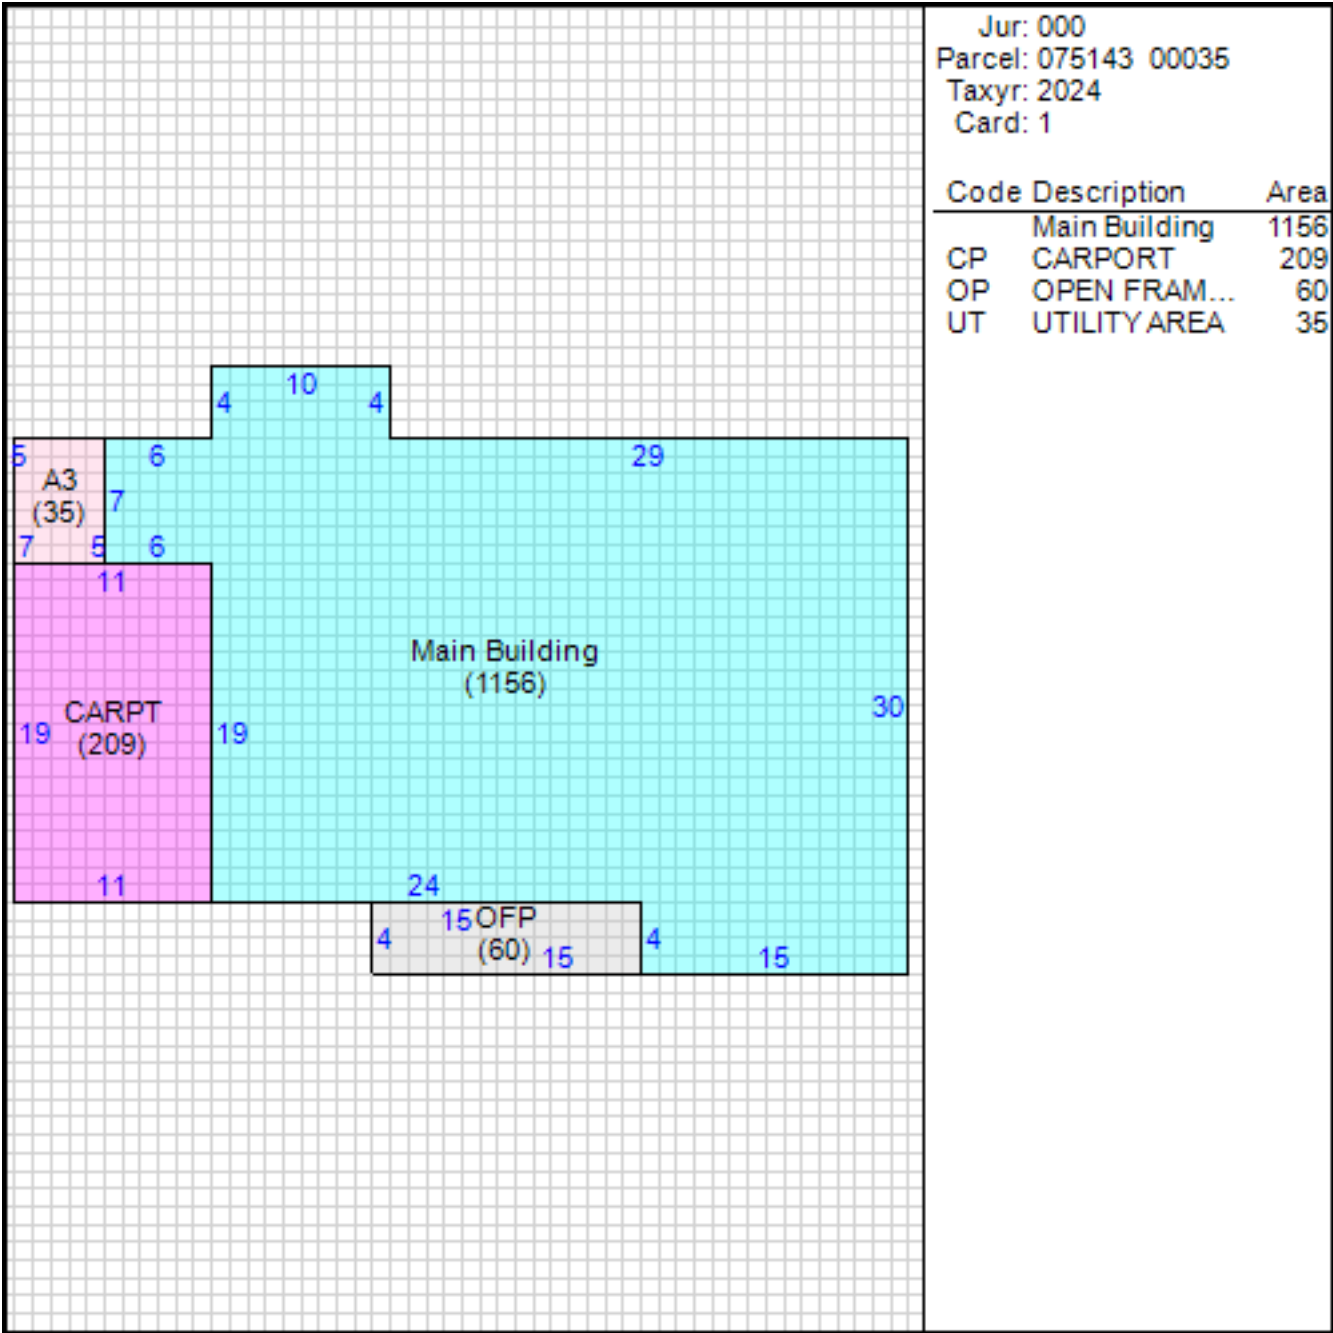 Jur: 000
Parcel: 075143 00035
Taxyr: 2024
Card: 1
Code Description Area
Main Building 1156
CP CARPORT 209
OP OPEN FRAM... 60
UT UTILITY AREA 35
10
4 4
5 6 29
A3
(35)
7
7 5 6
11
Main Building
(1156)
30
CARPT
(209)
19 19
11 24
15 OFP
(60)
4 4
15 15